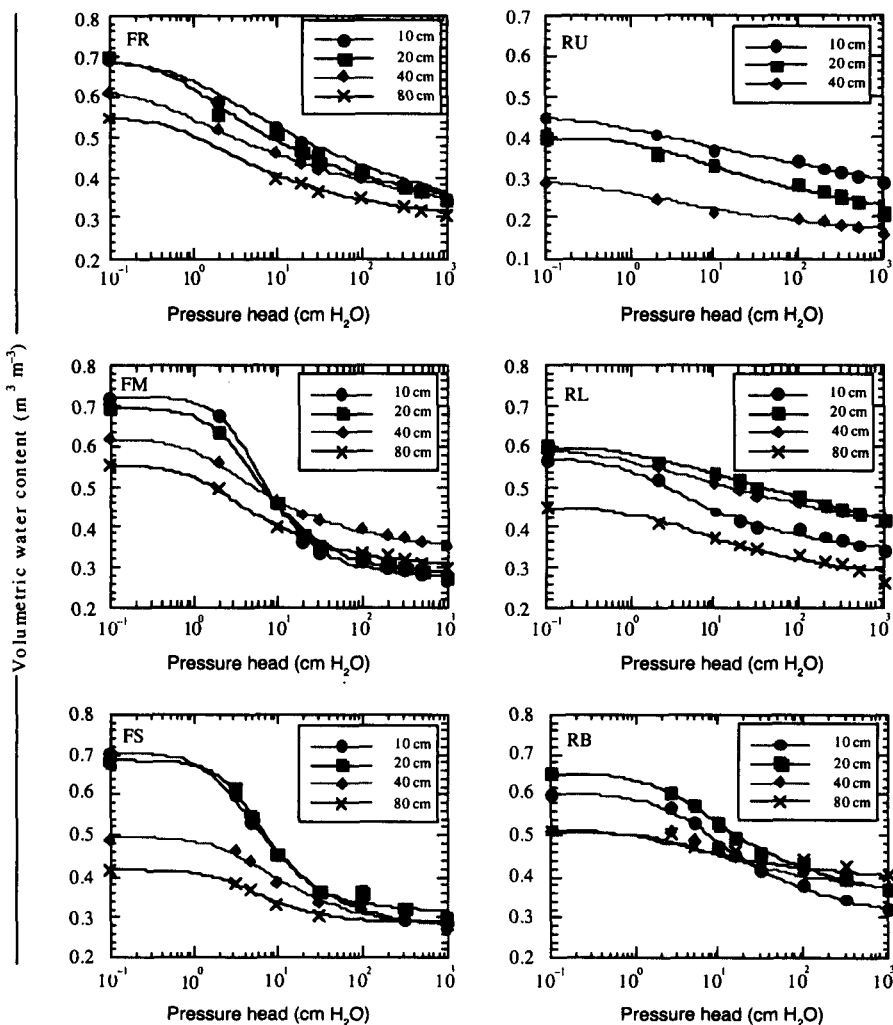 Volumetric water content (m³ m⁻³)
FR
10 cm
20 cm
40 cm
80 cm
0.8
0.7
0.6
0.5
0.4
0.3
0.2
10⁻¹ 10⁰ 10¹ 10² 10³
Pressure head (cm H₂O)
RU
10 cm
20 cm
40 cm
0.7
0.6
0.5
0.4
0.3
0.2
0.1
10⁻¹ 10⁰ 10¹ 10² 10³
Pressure head (cm H₂O)
FM
10 cm
20 cm
40 cm
80 cm
0.8
0.7
0.6
0.5
0.4
0.3
0.2
10⁻¹ 10⁰ 10¹ 10² 10³
Pressure head (cm H₂O)
RL
10 cm
20 cm
40 cm
80 cm
0.8
0.7
0.6
0.5
0.4
0.3
0.2
10⁻¹ 10⁰ 10¹ 10² 10³
Pressure head (cm H₂O)
FS
10 cm
20 cm
40 cm
80 cm
0.8
0.7
0.6
0.5
0.4
0.3
0.2
10⁻¹ 10⁰ 10¹ 10² 10³
Pressure head (cm H₂O)
RB
10 cm
20 cm
40 cm
80 cm
0.8
0.7
0.6
0.5
0.4
0.3
0.2
10⁻¹ 10⁰ 10¹ 10² 10³
Pressure head (cm H₂O)